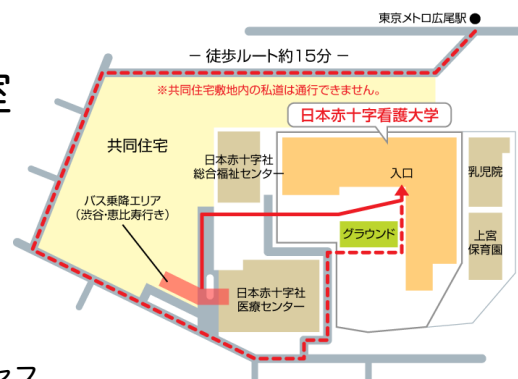 東京メトロ広尾駅
− 徒歩ルート約15分 −
室
※共同住宅敷地内の私道は通行できません。
日本赤十字看護大学
共同住宅
日本赤十字社
総合福祉センター
入口
乳児院
バス乗降エリア
(渋谷・恵比寿行き)
グラウンド
上宮
保育園
日本赤十字社
医療センター
セス